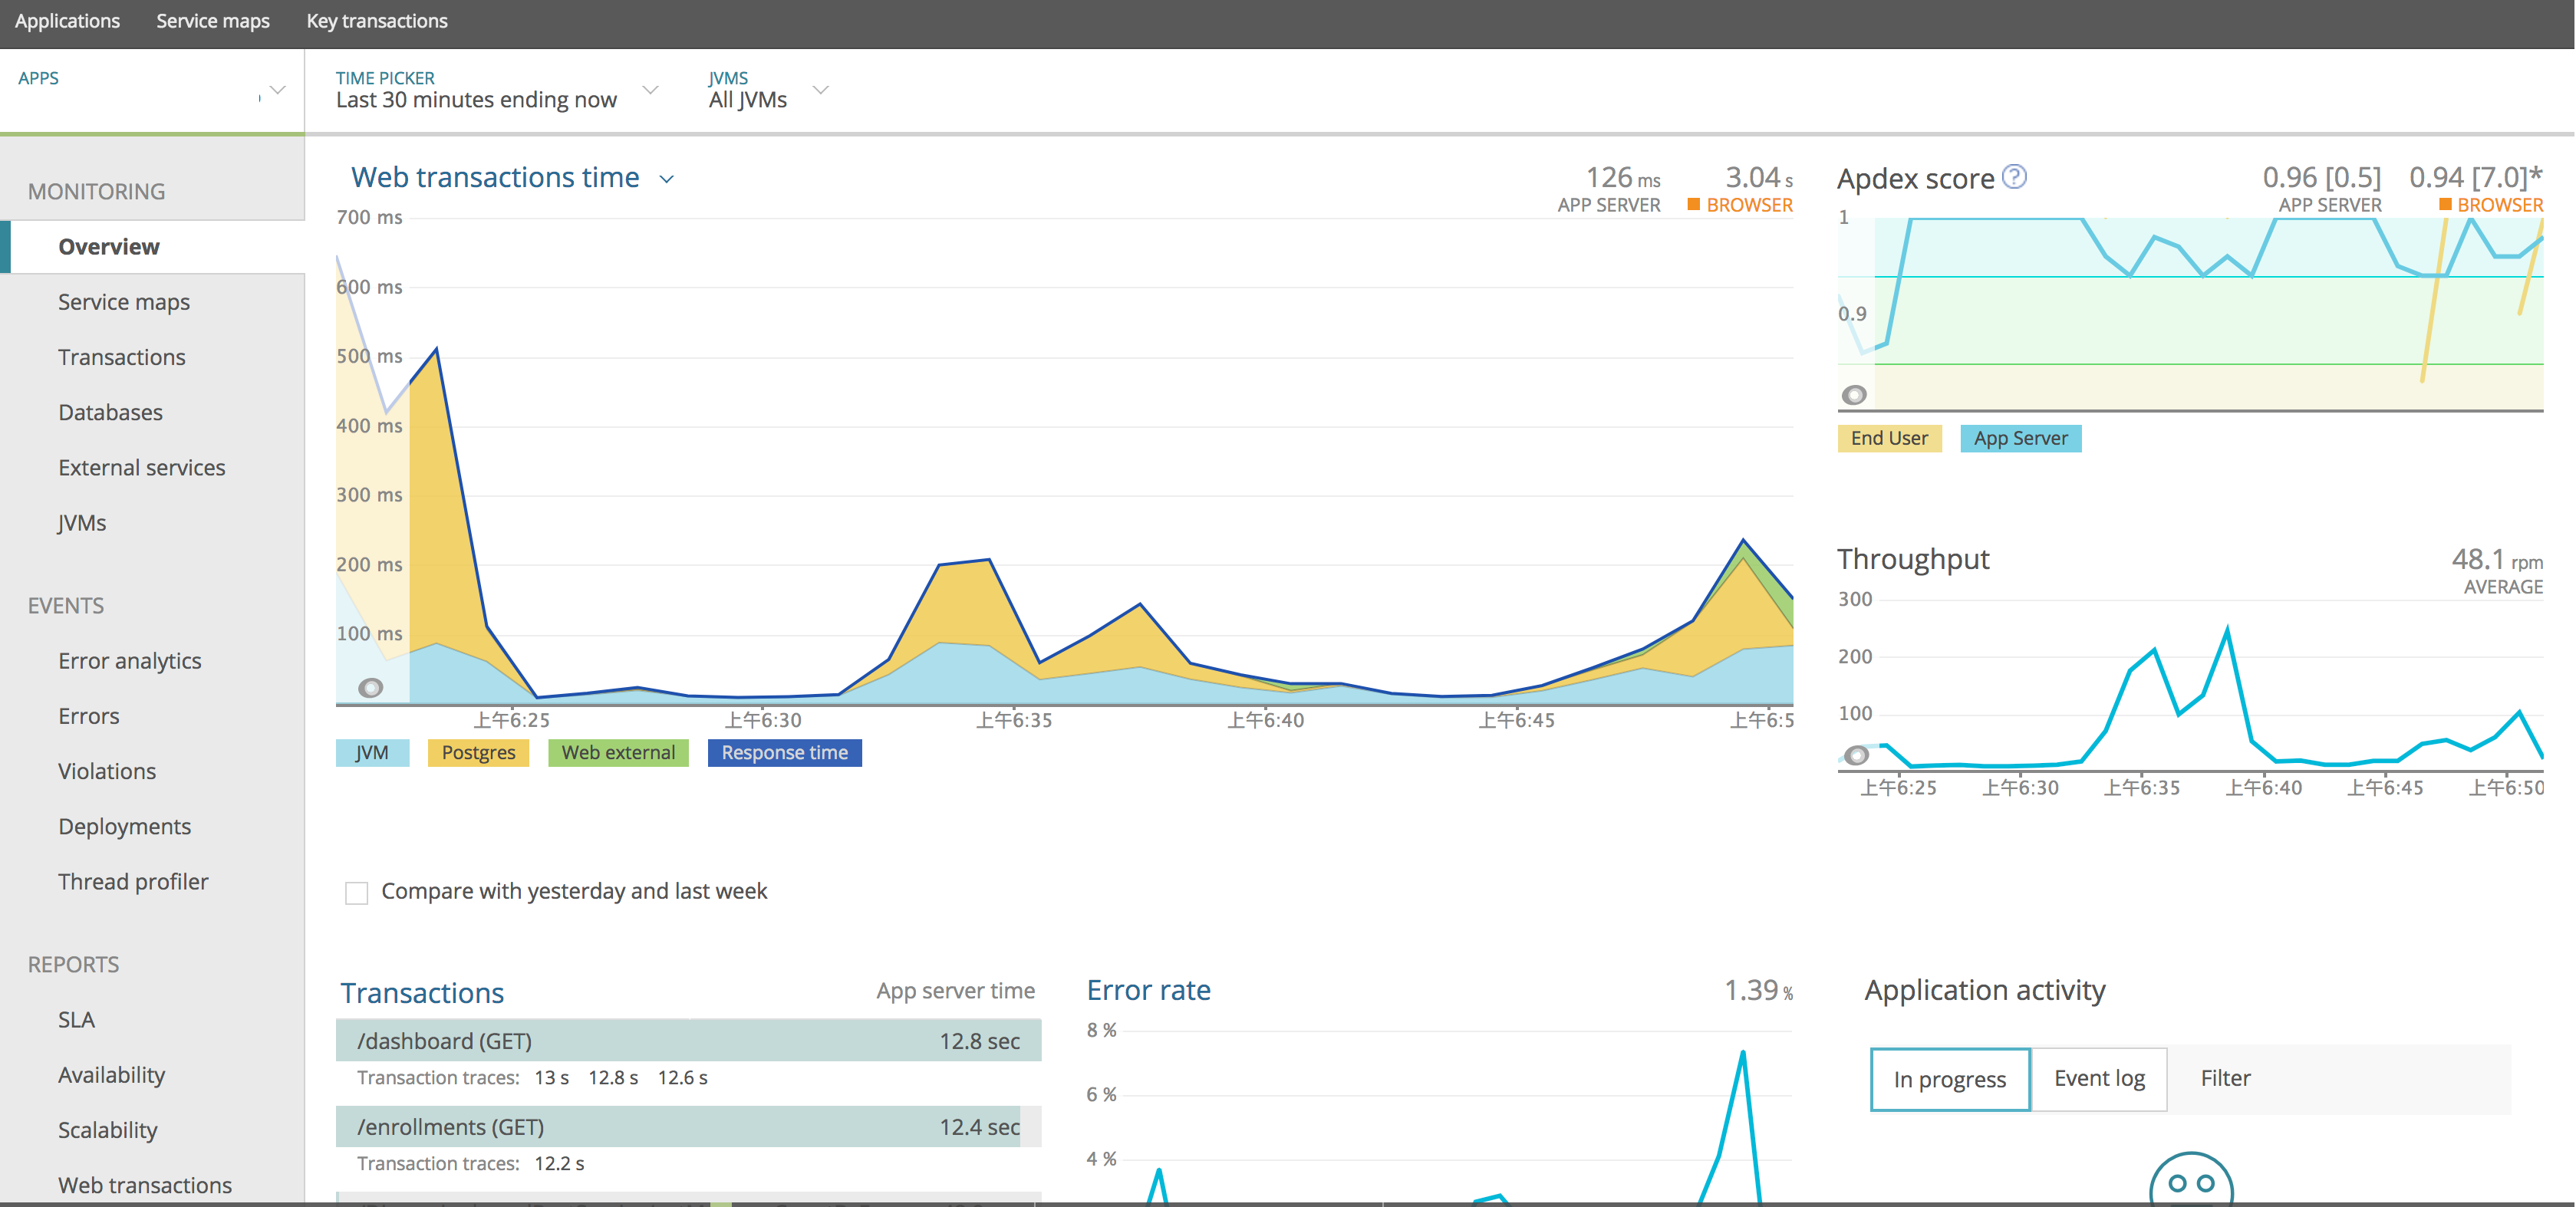 Applications Service maps Key transactions
APPS
TIME PICKER
Last 30 minutes ending now
JVMS
All JVMs
MONITORING
Overview
Service maps
Transactions
Databases
External services
JVMs
EVENTS
Error analytics
Errors
Violations
Deployments
Thread profiler
REPORTS
SLA
Availability
Scalability
Web transactions
Web transactions time
126 ms
APP SERVER
3.04 s
BROWSER
700 ms
600 ms
500 ms
400 ms
300 ms
200 ms
100 ms
上午6:25 上午6:30 上午6:35 上午6:40 上午6:45 上午6:5
JVM Postgres Web external Response time
Compare with yesterday and last week
Apdex score ?
0.96 [0.5]
APP SERVER
0.94 [7.0]*
BROWSER
1
0.9
End User App Server
Throughput
48.1 rpm
AVERAGE
300
200
100
上午6:25 上午6:30 上午6:35 上午6:40 上午6:45 上午6:50
Transactions App server time
/dashboard (GET) 12.8 sec
Transaction traces: 13 s 12.8 s 12.6 s
/enrollments (GET) 12.4 sec
Transaction traces: 12.2 s
Error rate 1.39 %
8 %
6 %
4 %
Application activity
In progress Event log Filter